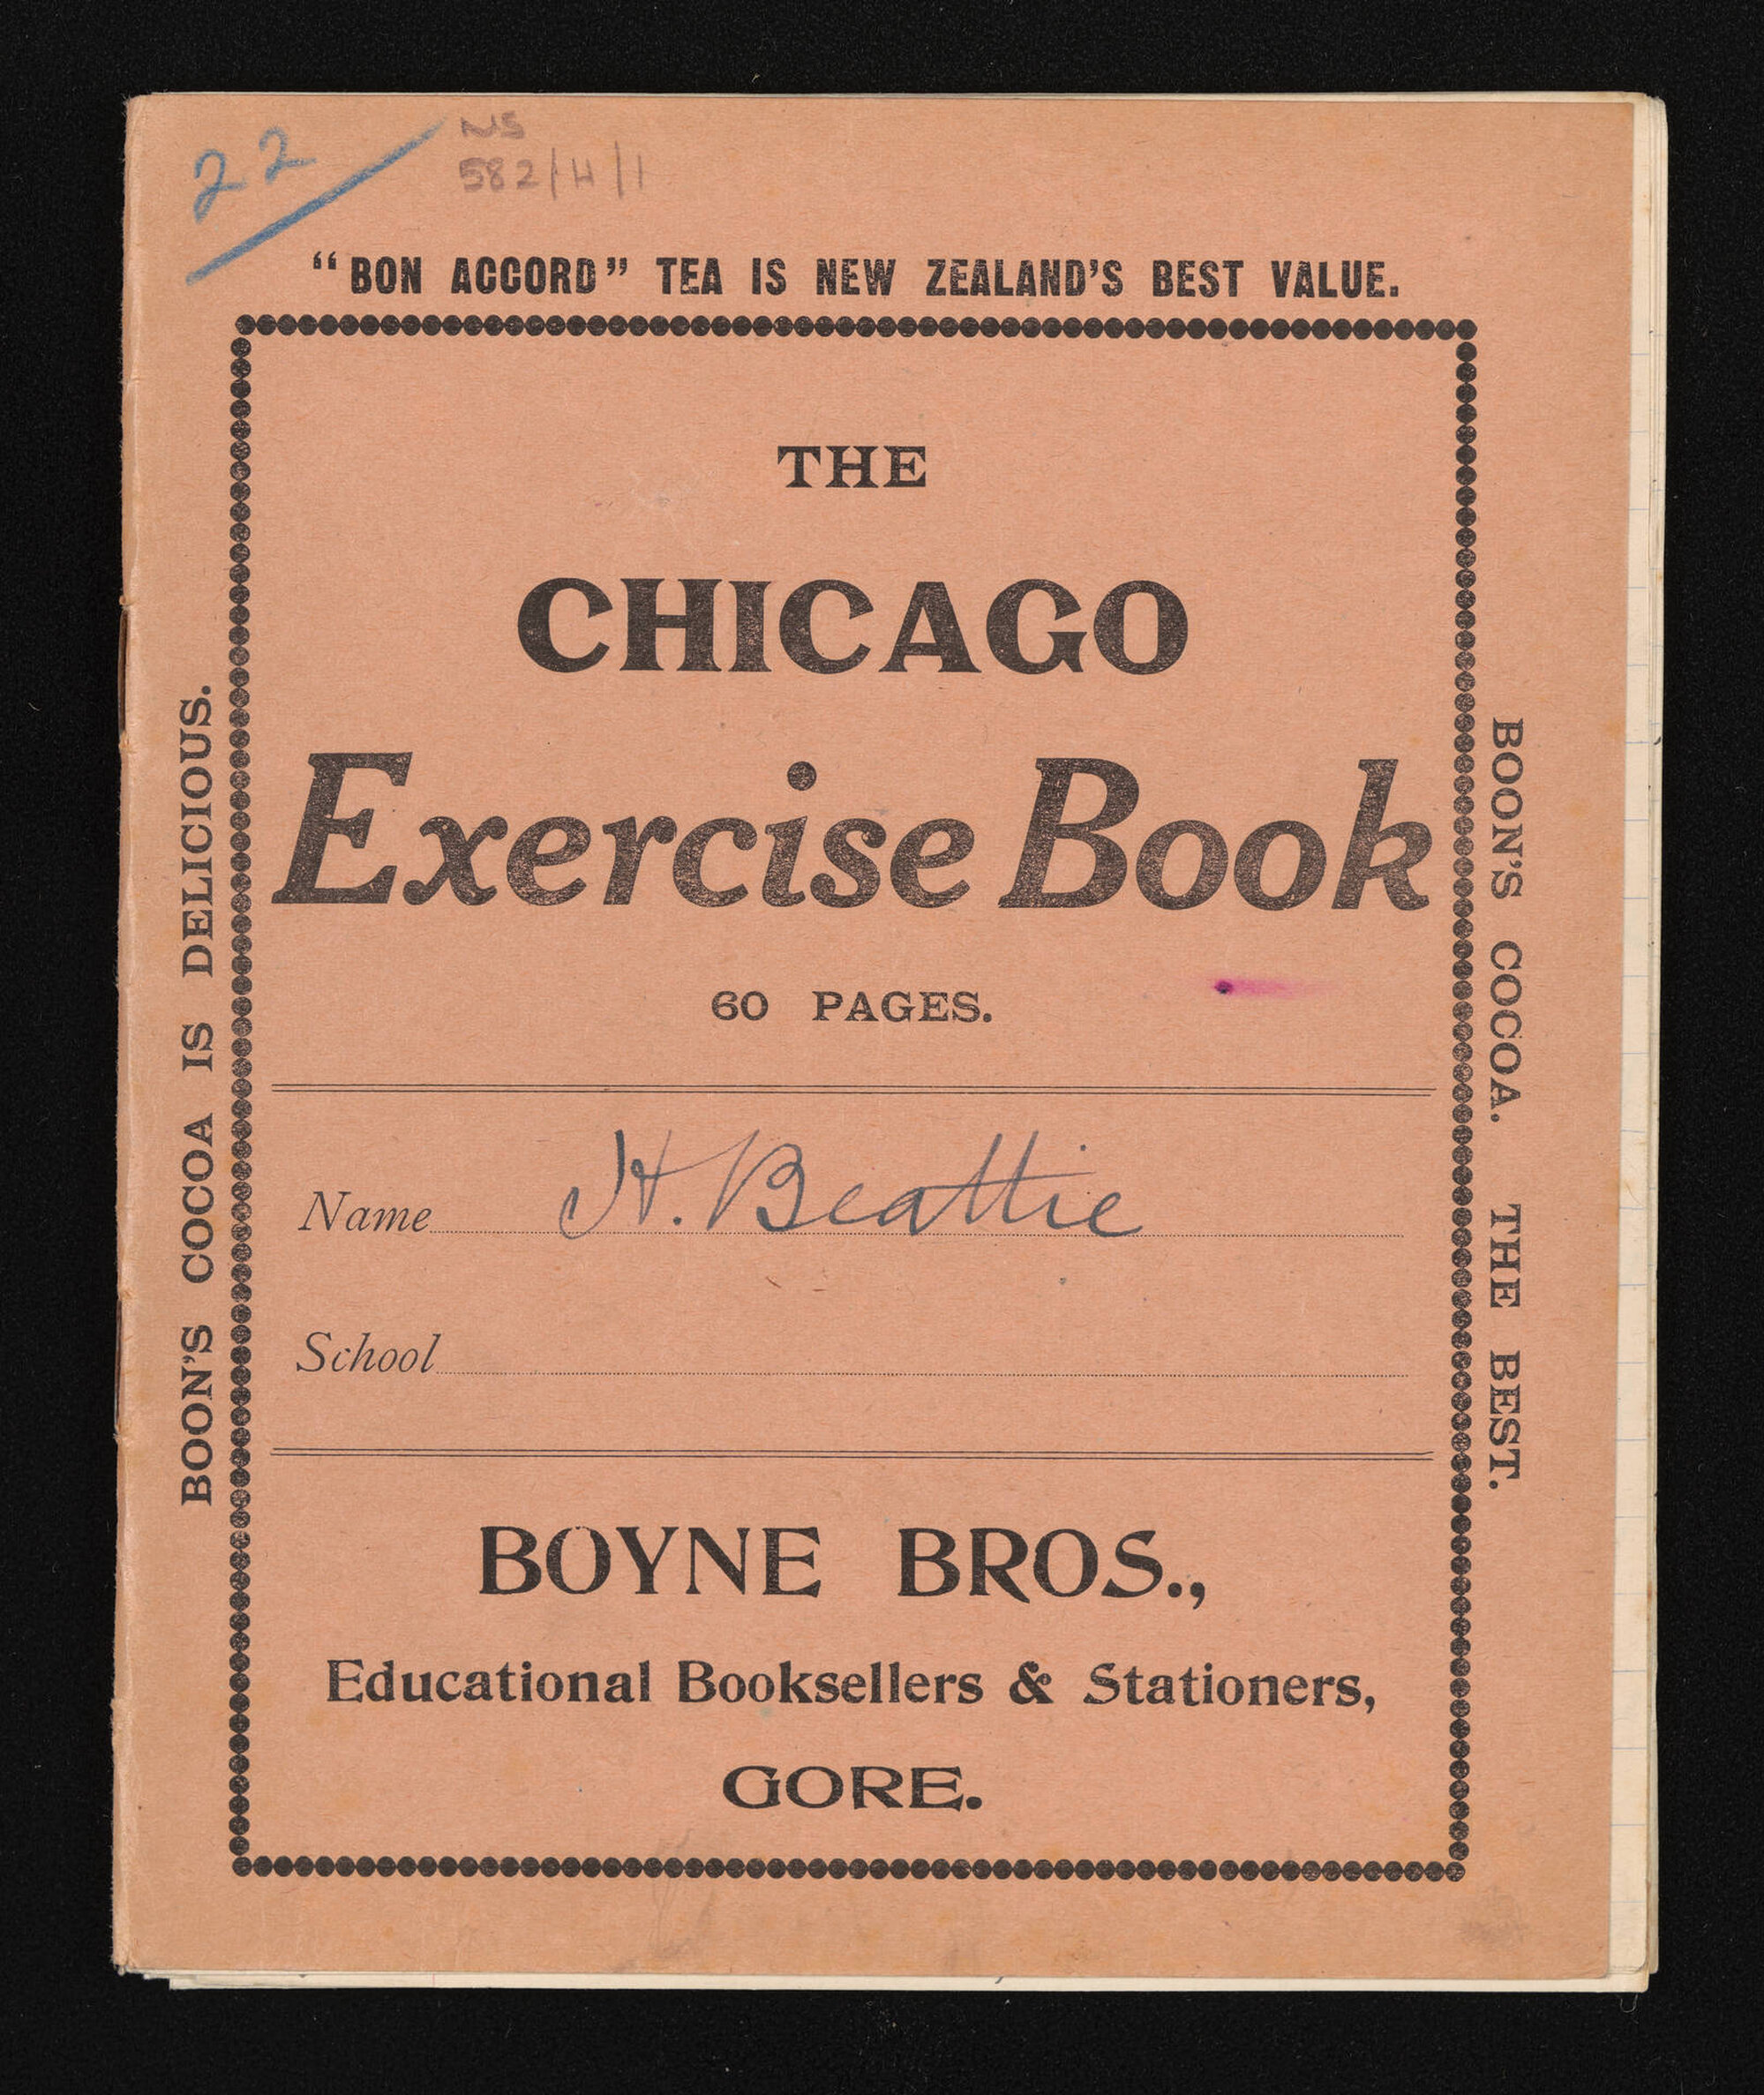 22
NS
582/H/1
“BON ACCORD” TEA IS NEW ZEALAND'S BEST VALUE.
THE
CHICAGO
Exercise Book
60 PAGES.
Name H. Beattie
School
BOYNE BROS.,
Educational Booksellers & Stationers,
GORE.
BOON'S COCOA IS DELICIOUS.
BOON'S COCOA. THE BEST.